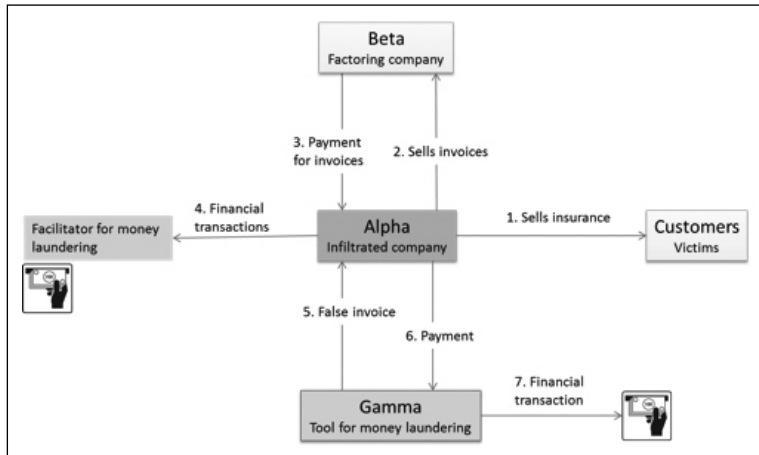 Beta
Factoring company
3. Payment
for invoices
2. Sells invoices
4. Financial
transactions
1. Sells insurance
Facilitator for money
laundering
Alpha
Infiltrated company
Customers
Victims
5. False invoice
6. Payment
7. Financial
transaction
Gamma
Tool for money laundering